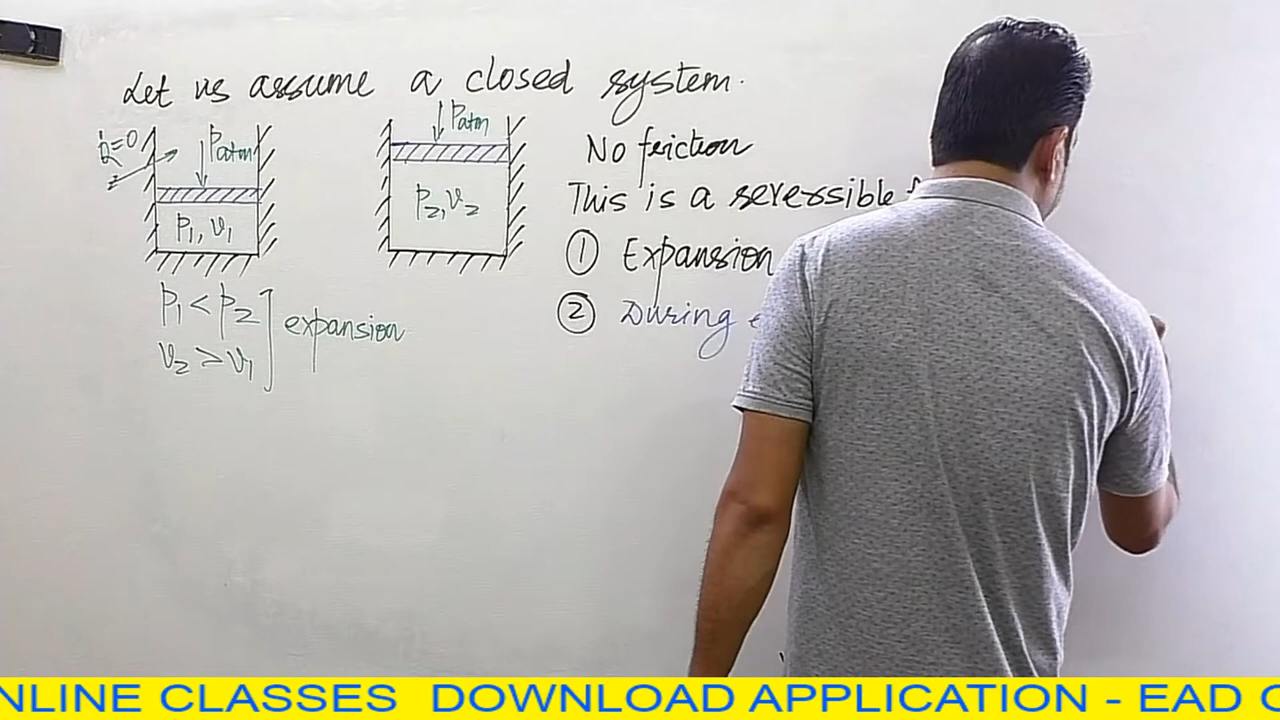 Let us assume a closed system.
Q̇=0
Patm
P1, v1
Patm
P2, v2
P1 < P2
v2 > v1
expansion
No friction
This is a reversible
① Expansion
② During
NLINE CLASSES DOWNLOAD APPLICATION - EAD